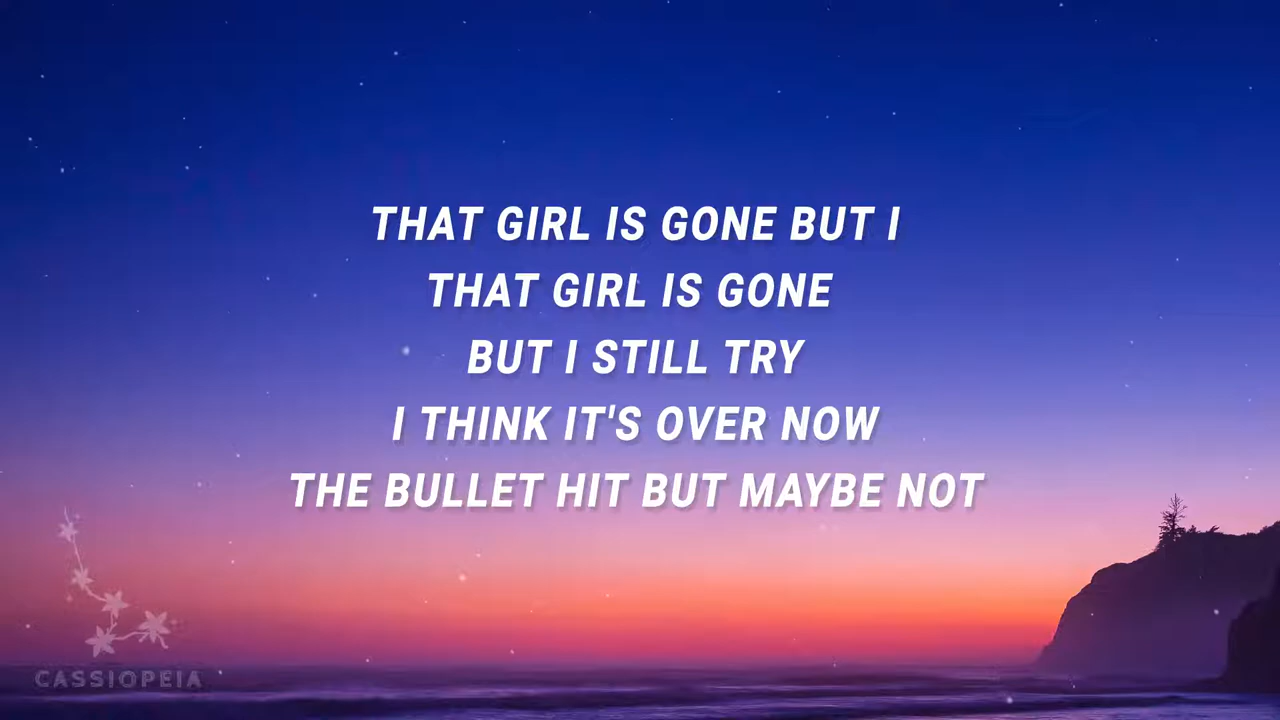 THAT GIRL IS GONE BUT I
THAT GIRL IS GONE
BUT I STILL TRY
I THINK IT'S OVER NOW
THE BULLET HIT BUT MAYBE NOT
CASSIOPEIA